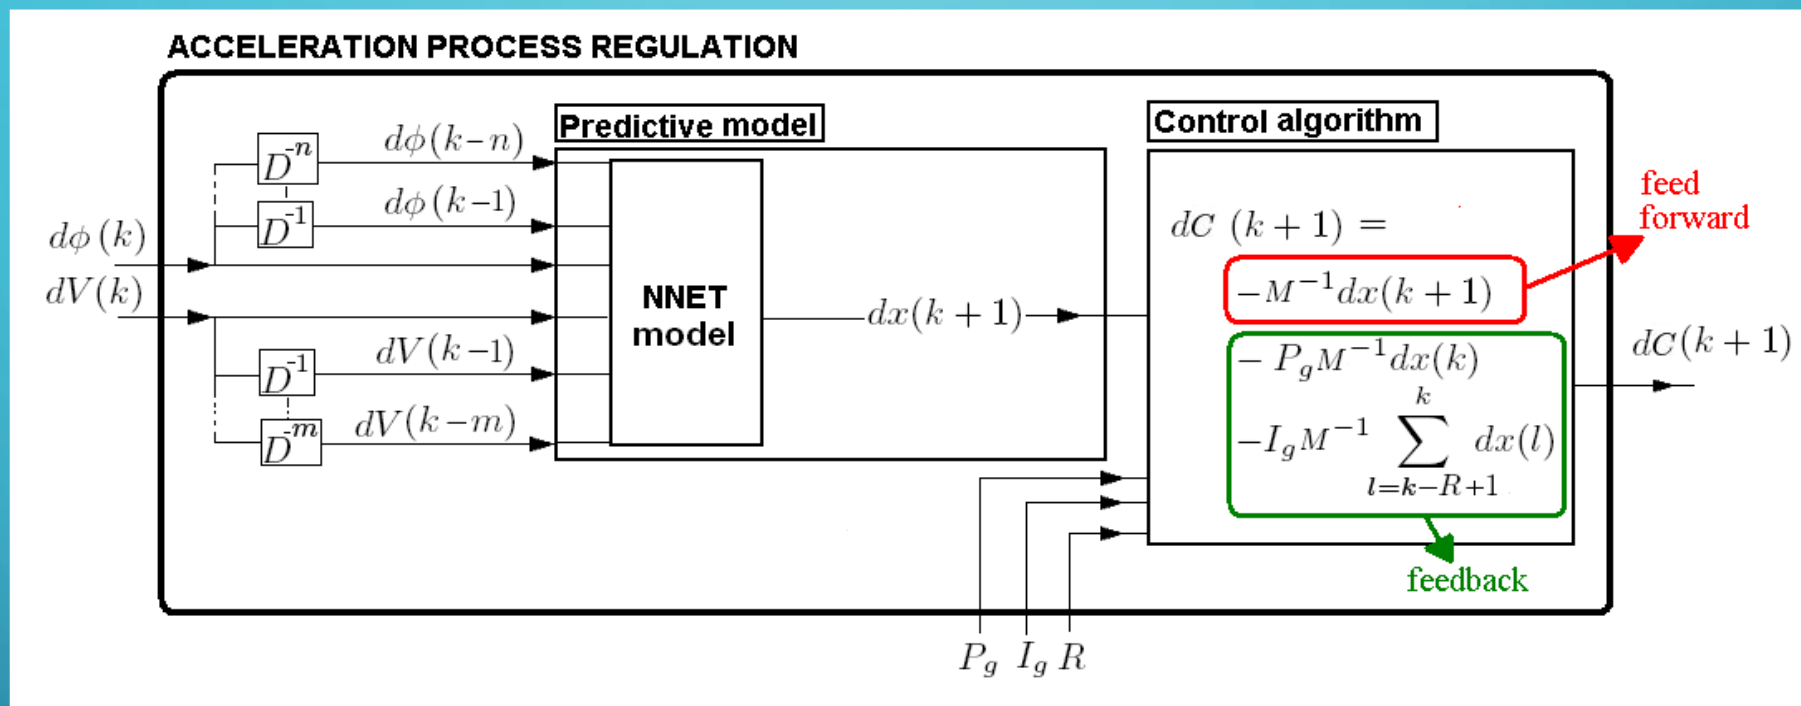 ACCELERATION PROCESS REGULATION
Predictive model
Control algorithm
D^{-n}
dϕ(k−n)
D^{-1}
dϕ(k−1)
dϕ(k)
dV(k)
D^{-1}
dV(k−1)
D^{-m}
dV(k−m)
NNET
model
dx(k + 1)
dC (k + 1) =
−M^{−1}dx(k + 1)
− P_g M^{−1}dx(k)
−I_g M^{−1} ∑_{l=k−R+1}^{k} dx(l)
feed
forward
dC(k + 1)
feedback
P_g I_g R